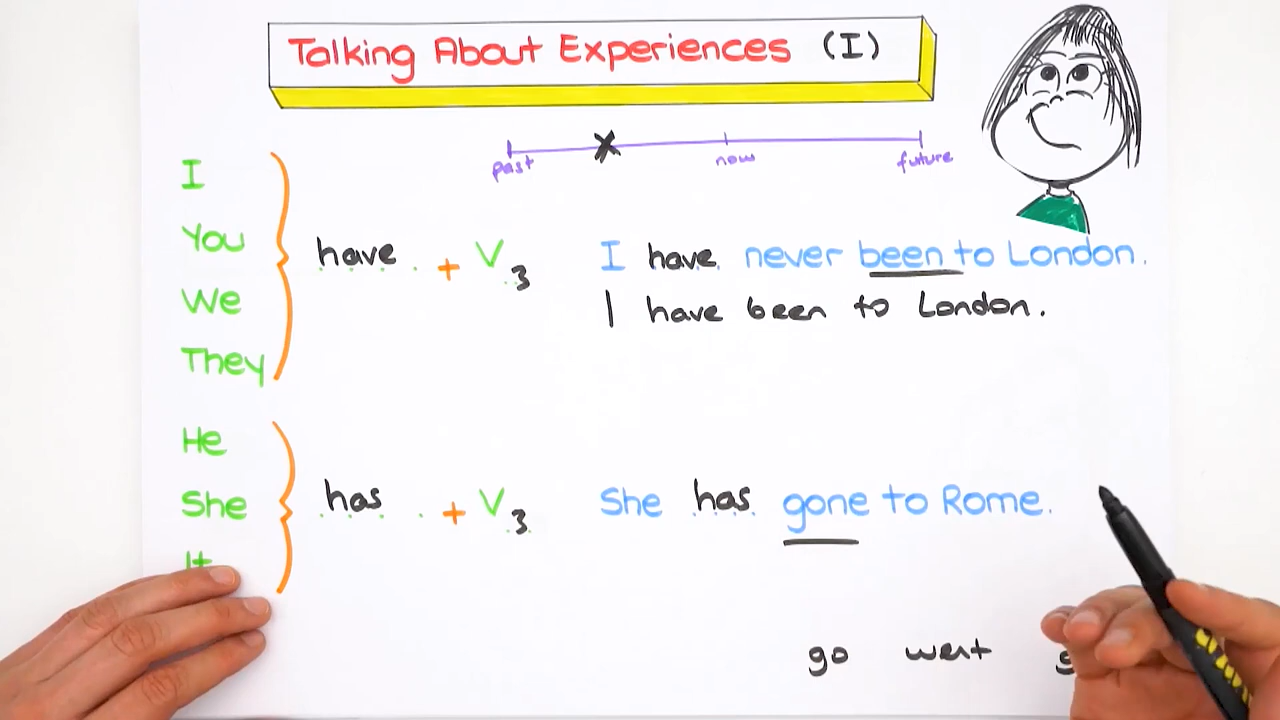 Talking About Experiences (I)
past now future
I
You
We
They
have + V3
I have never been to London.
I have been to London.
He
She
It
has + V3
She has gone to Rome.
go went